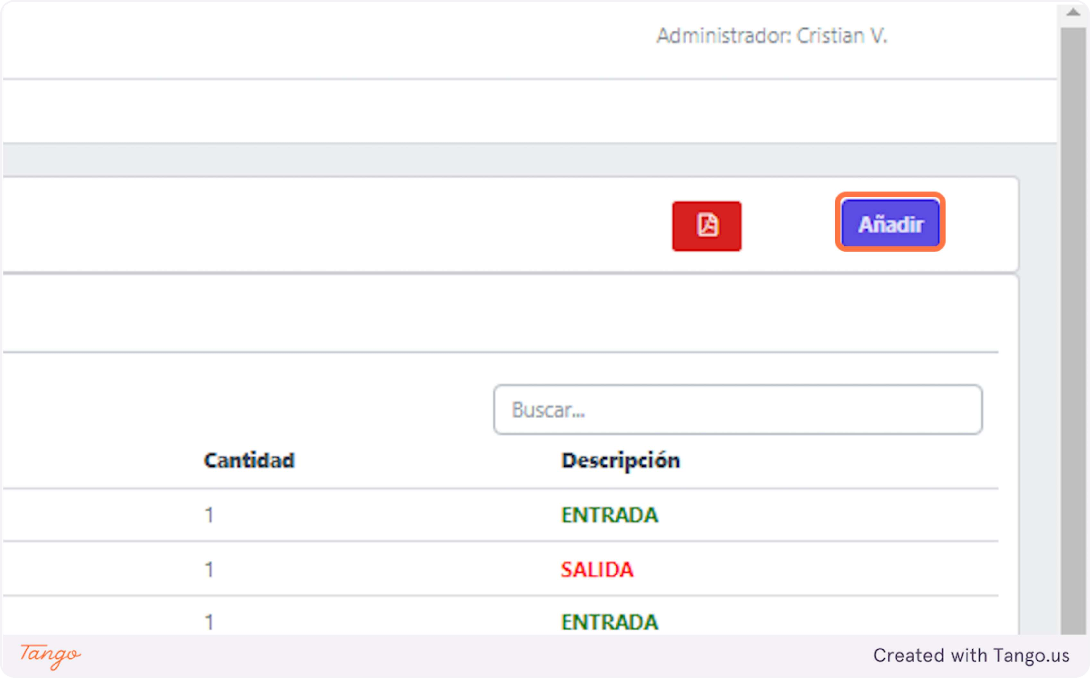 Administrador: Cristian V.
Añadir
Buscar...
Cantidad Descripción
1 ENTRADA
1 SALIDA
1 ENTRADA
Tango Created with Tango.us